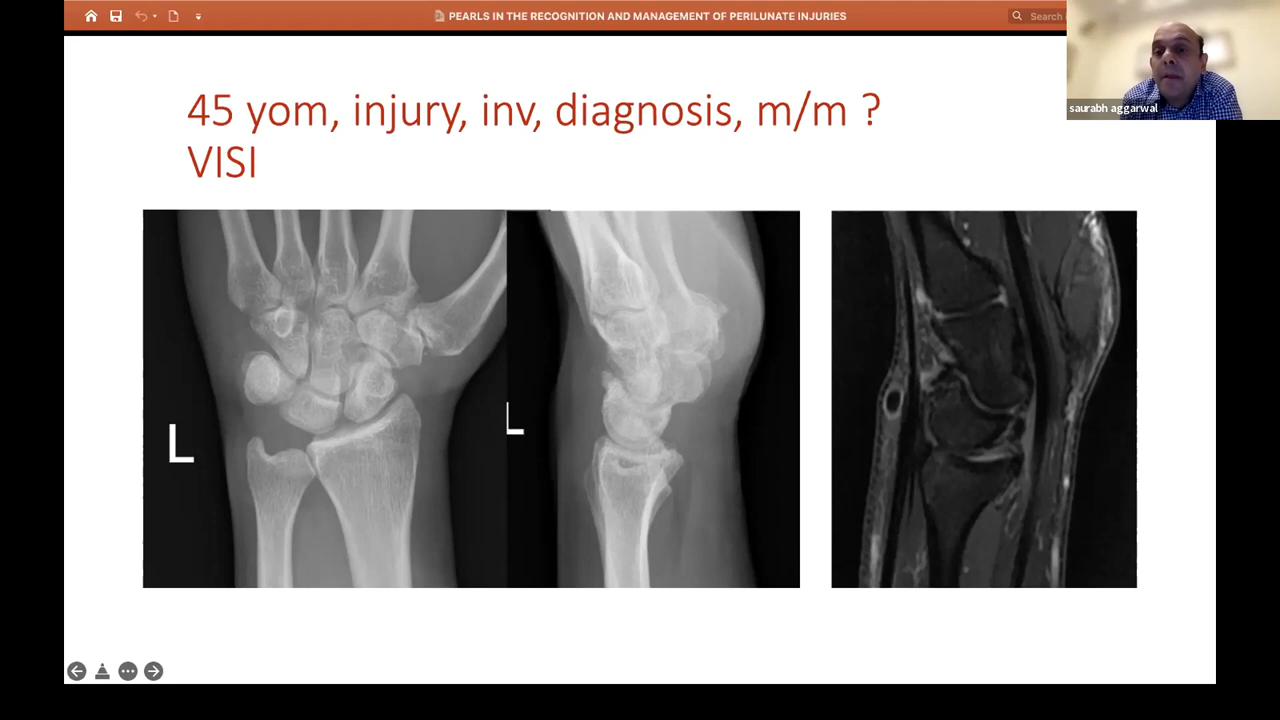 PEARLS IN THE RECOGNITION AND MANAGEMENT OF PERILUNATE INJURIES
Search
saurabh aggarwal
45 yom, injury, inv, diagnosis, m/m ?
VISI
L
L